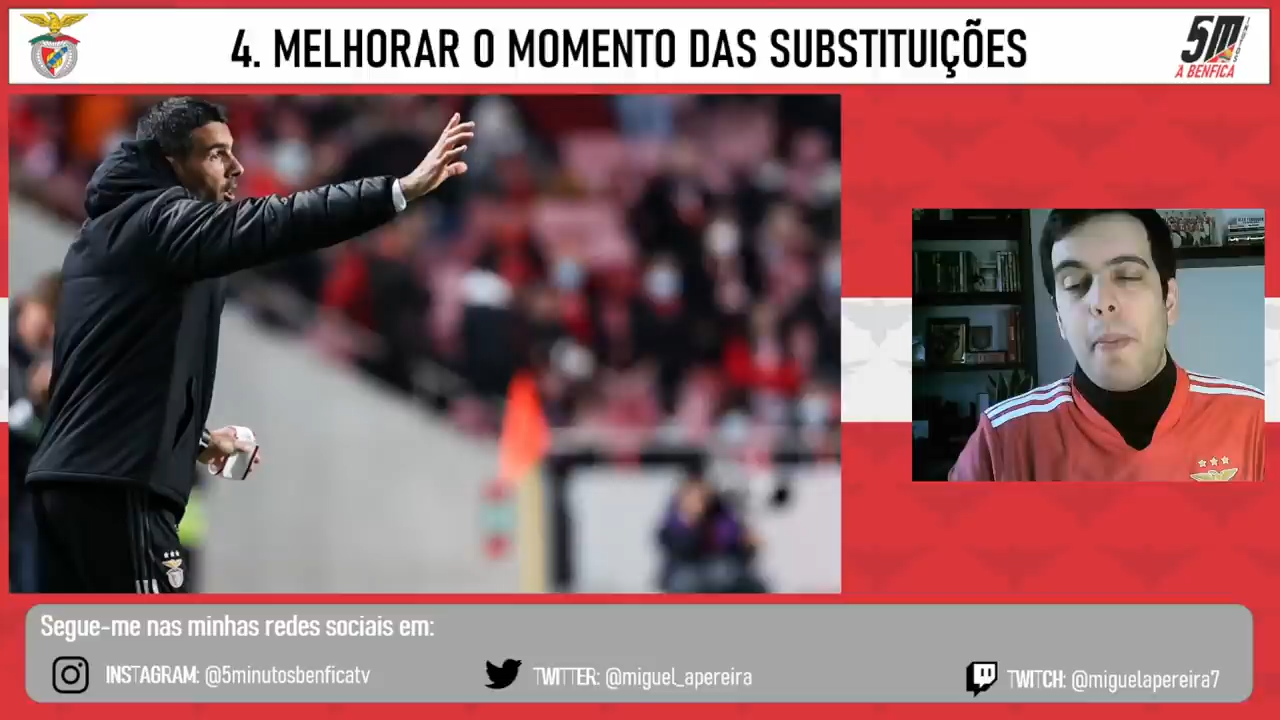 4. MELHORAR O MOMENTO DAS SUBSTITUIÇÕES
5M
À BENFICA
Segue-me nas minhas redes sociais em:
INSTAGRAM: @5minutosbenficatv
TWITTER: @miguel_apereira
TWITCH: @miguelapereira7